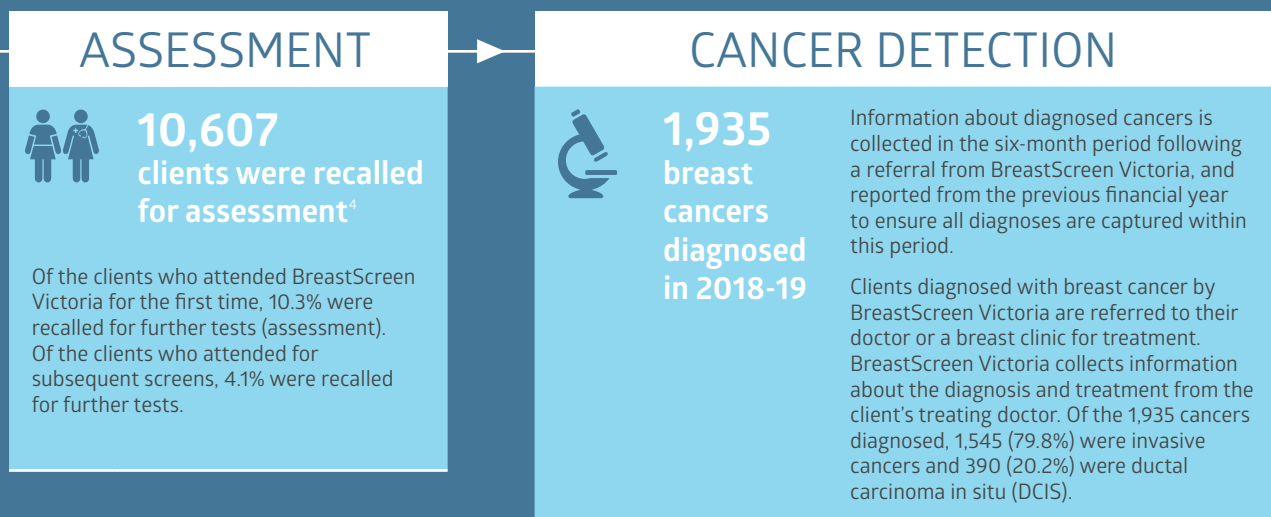 ASSESSMENT
10,607
clients were recalled
for assessment⁴
Of the clients who attended BreastScreen
Victoria for the first time, 10.3% were
recalled for further tests (assessment).
Of the clients who attended for
subsequent screens, 4.1% were recalled
for further tests.
CANCER DETECTION
1,935
breast
cancers
diagnosed
in 2018-19
Information about diagnosed cancers is
collected in the six-month period following
a referral from BreastScreen Victoria, and
reported from the previous financial year
to ensure all diagnoses are captured within
this period.
Clients diagnosed with breast cancer by
BreastScreen Victoria are referred to their
doctor or a breast clinic for treatment.
BreastScreen Victoria collects information
about the diagnosis and treatment from the
client's treating doctor. Of the 1,935 cancers
diagnosed, 1,545 (79.8%) were invasive
cancers and 390 (20.2%) were ductal
carcinoma in situ (DCIS).